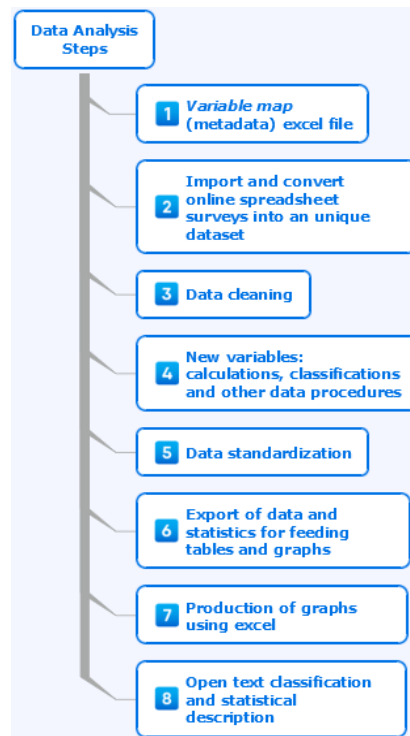 Data Analysis
Steps
1 Variable map
(metadata) excel file
2 Import and convert
online spreadsheet
surveys into an unique
dataset
3 Data cleaning
4 New variables:
calculations, classifications
and other data procedures
5 Data standardization
6 Export of data and
statistics for feeding
tables and graphs
7 Production of graphs
using excel
8 Open text classification
and statistical
description